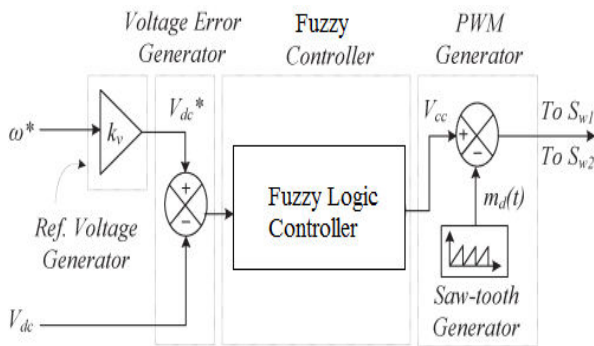 Voltage Error
Generator
Fuzzy
Controller
PWM
Generator
ω*
k_v
V_dc*
+
−
Ref. Voltage
Generator
V_dc
Fuzzy Logic
Controller
V_cc
+
−
To S_w1
To S_w2
m_d(t)
Saw-tooth
Generator